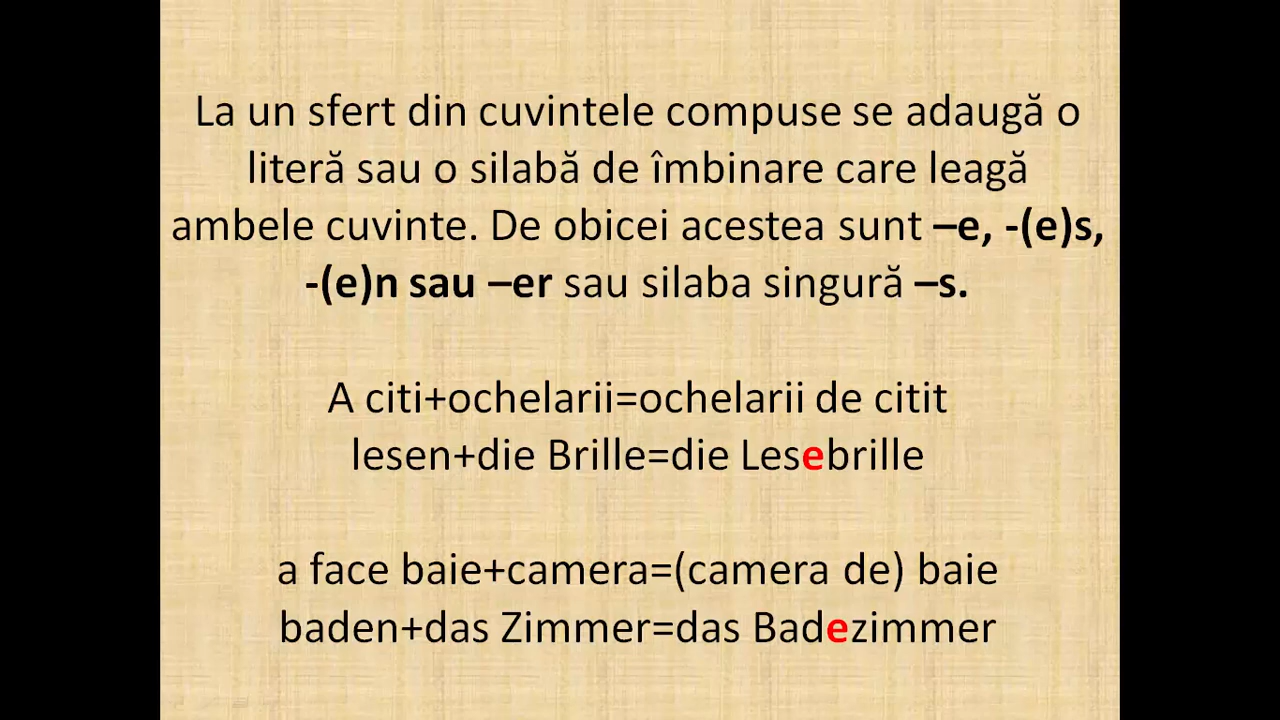 La un sfert din cuvintele compuse se adaugă o
literă sau o silabă de îmbinare care leagă
ambele cuvinte. De obicei acestea sunt –e, -(e)s,
-(e)n sau –er sau silaba singură –s.
A citi+ochelarii=ochelarii de citit
lesen+die Brille=die Lesebrille
a face baie+camera=(camera de) baie
baden+das Zimmer=das Badezimmer